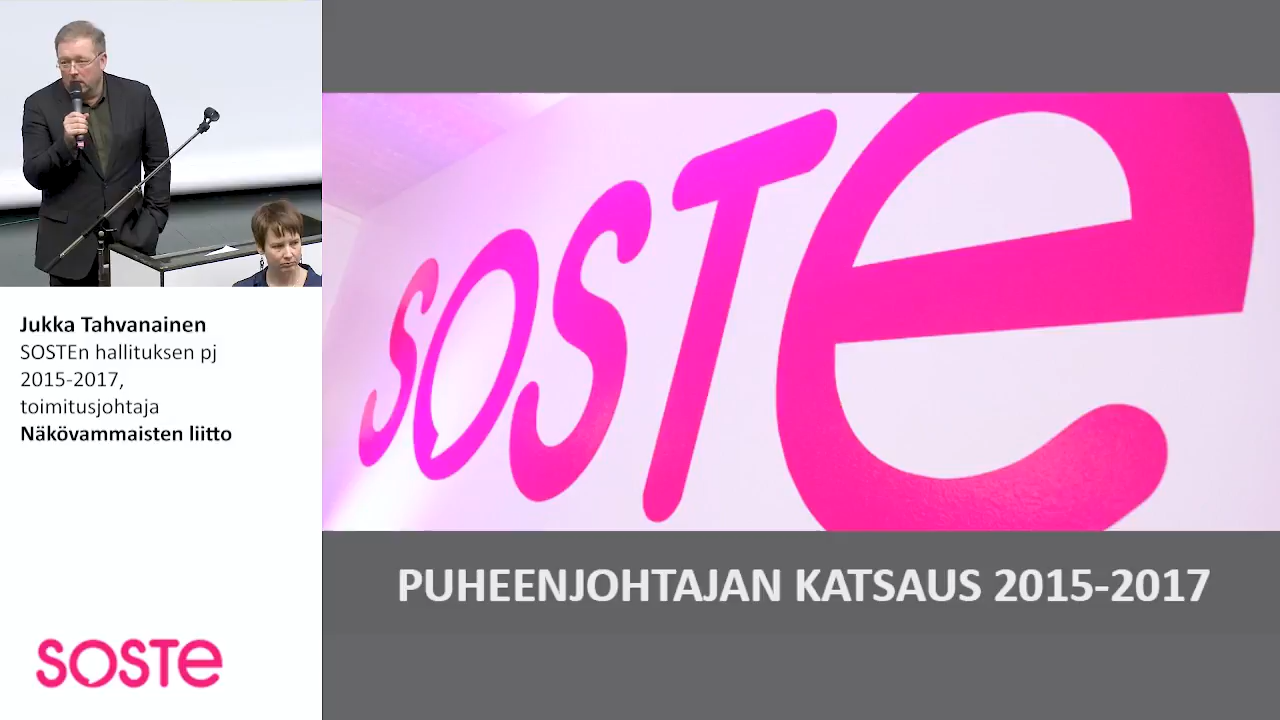 Jukka Tahvanainen
SOSTEn hallituksen pj
2015-2017,
toimitusjohtaja
Näkövammaisten liitto
SOSTe
SOSTe
PUHEENJOHTAJAN KATSAUS 2015-2017